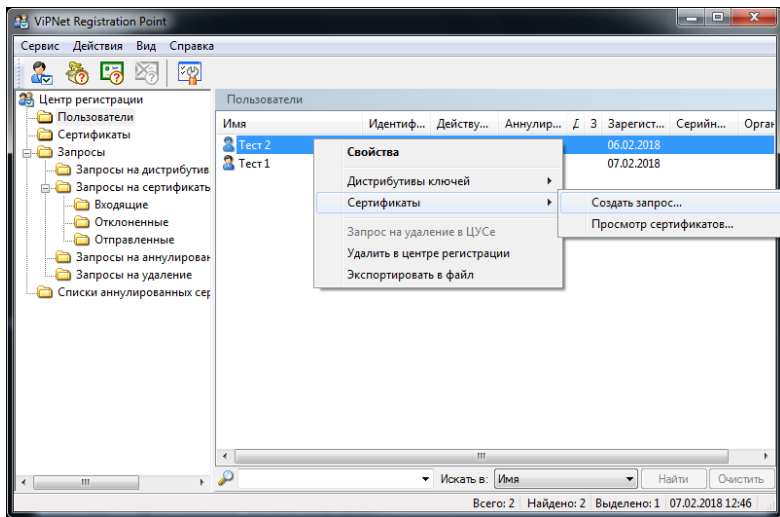 ViPNet Registration Point
Сервис Действия Вид Справка
Центр регистрации
Пользователи
Сертификаты
Запросы
Запросы на дистрибутив
Запросы на сертификать
Входящие
Отклоненные
Отправленные
Запросы на аннулирован
Запросы на удаление
Списки аннулированных сер
Пользователи
Имя Идентиф... Действу... Аннулир... Д З Зарегист... Серийн... Орган
Тест 2 06.02.2018
Тест 1 07.02.2018
Свойства
Дистрибутивы ключей
Сертификаты
Запрос на удаление в ЦУСе
Удалить в центре регистрации
Экспортировать в файл
Создать запрос...
Просмотр сертификатов...
Искать в: Имя Найти Очистить
Всего: 2 Найдено: 2 Выделено: 1 07.02.2018 12:46